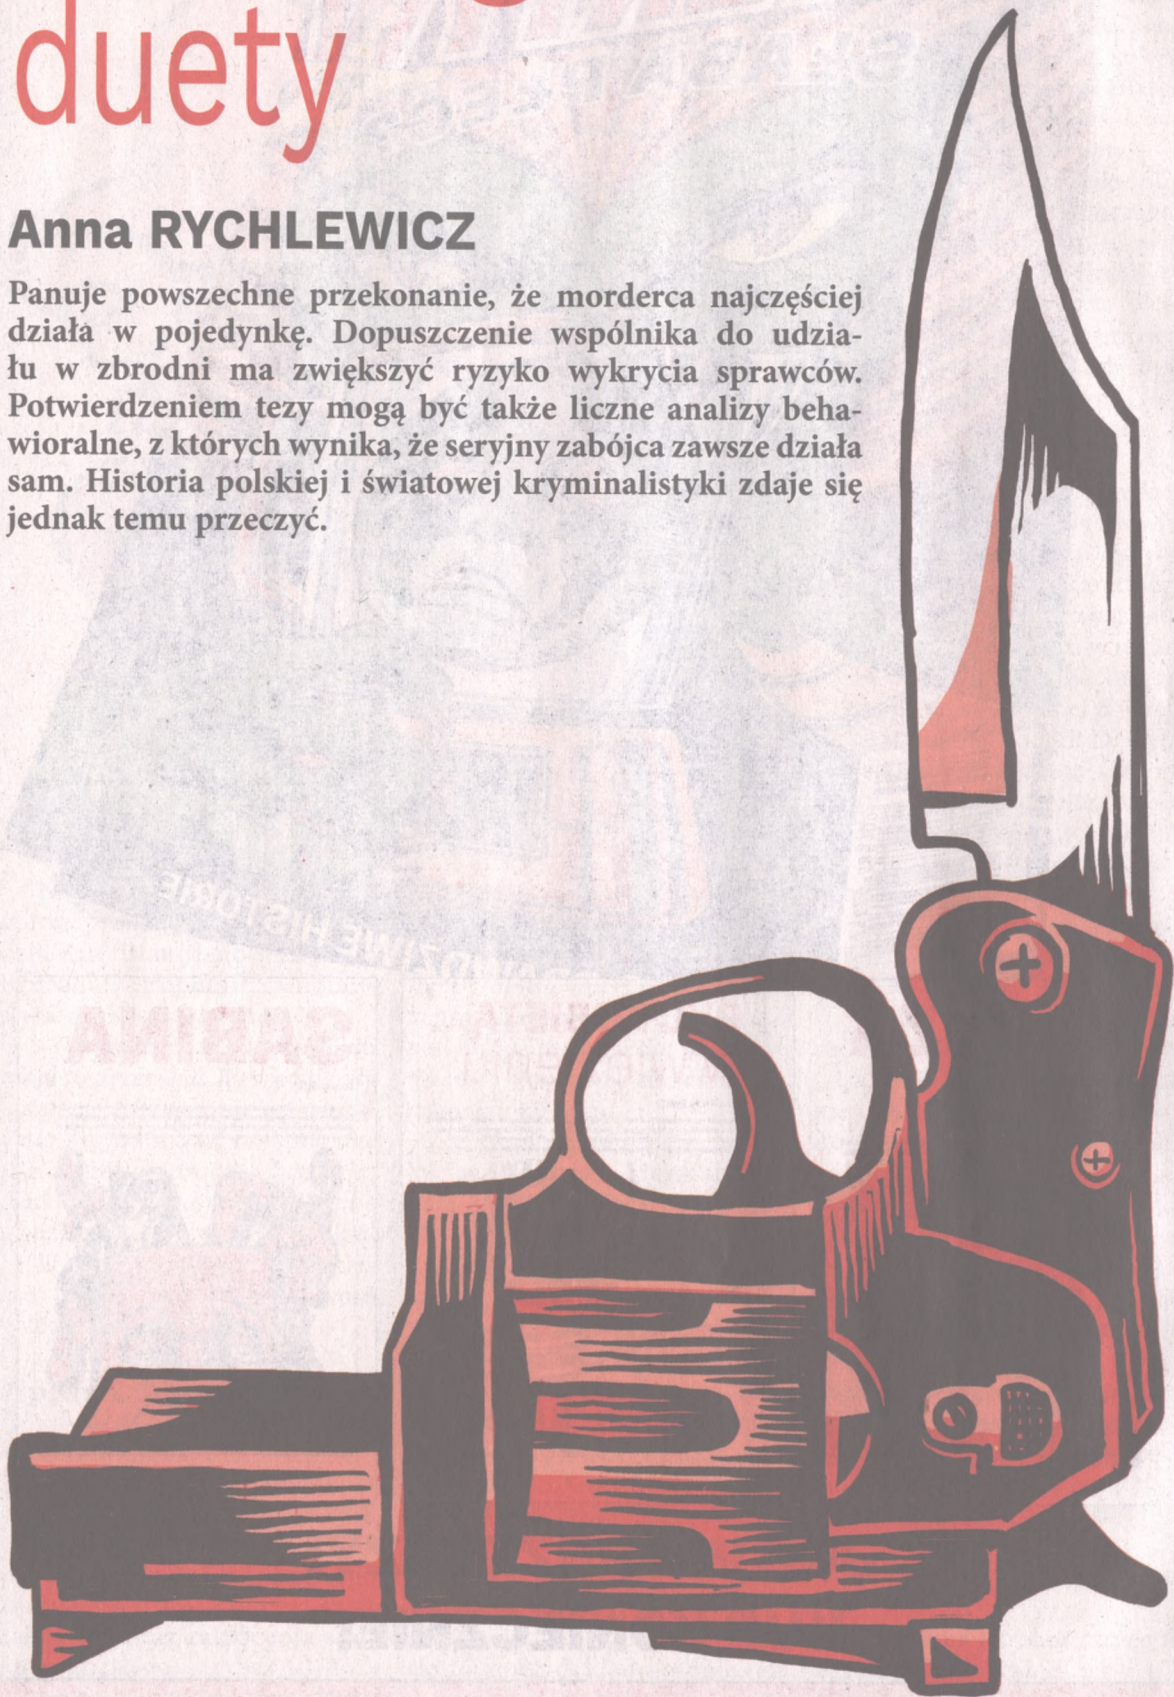 duety
Anna RYCHLEWICZ
Panuje powszechne przekonanie, że morderca najczęściej
działa w pojedynkę. Dopuszczenie wspólnika do udzia-
łu w zbrodni ma zwiększyć ryzyko wykrycia sprawców.
Potwierdzeniem tezy mogą być także liczne analizy beha-
wioralne, z których wynika, że seryjny zabójca zawsze działa
sam. Historia polskiej i światowej kryminalistyki zdaje się
jednak temu przeczyć.
HISTORIE
SABINA